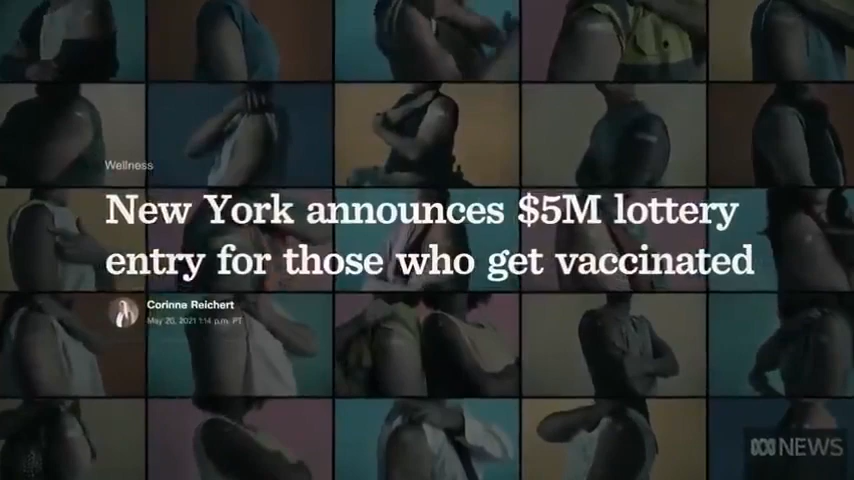 Wellness
New York announces $5M lottery
entry for those who get vaccinated
Corinne Reichert
May 20, 2021 1:14 p.m. PT
NEWS